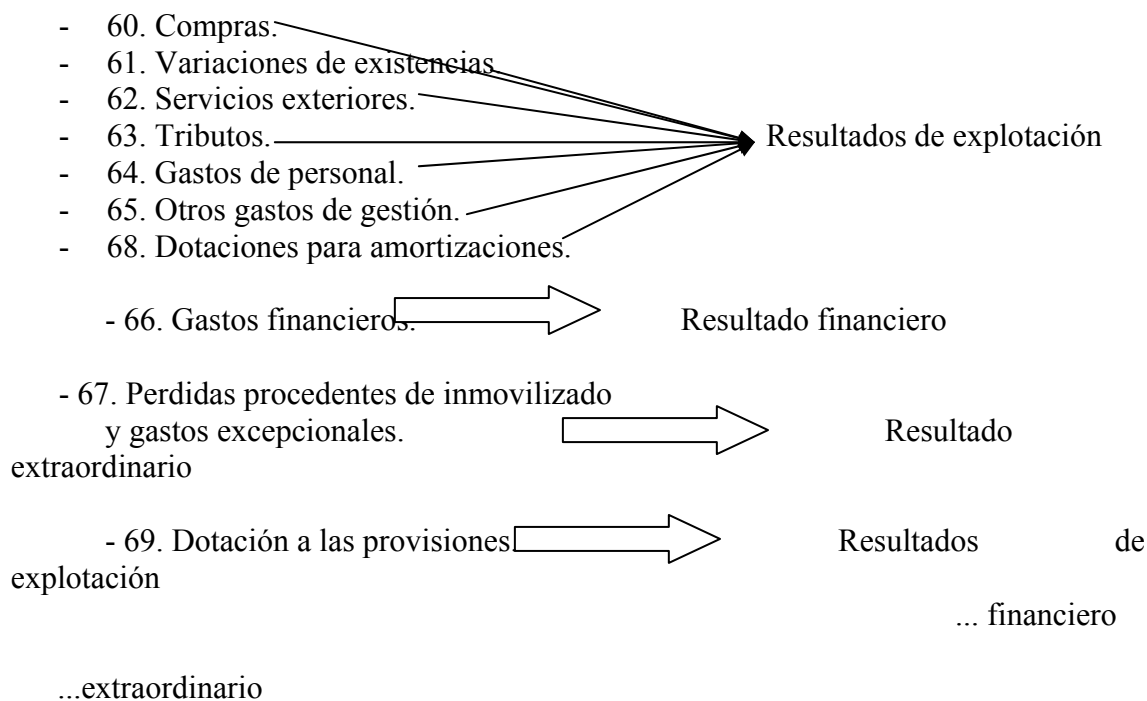 - 60. Compras.
- 61. Variaciones de existencias.
- 62. Servicios exteriores.
- 63. Tributos. Resultados de explotación
- 64. Gastos de personal.
- 65. Otros gastos de gestión.
- 68. Dotaciones para amortizaciones.
- 66. Gastos financieros. Resultado financiero
- 67. Perdidas procedentes de inmovilizado
y gastos excepcionales. Resultado
extraordinario
- 69. Dotación a las provisiones. Resultados de
explotación
... financiero
...extraordinario